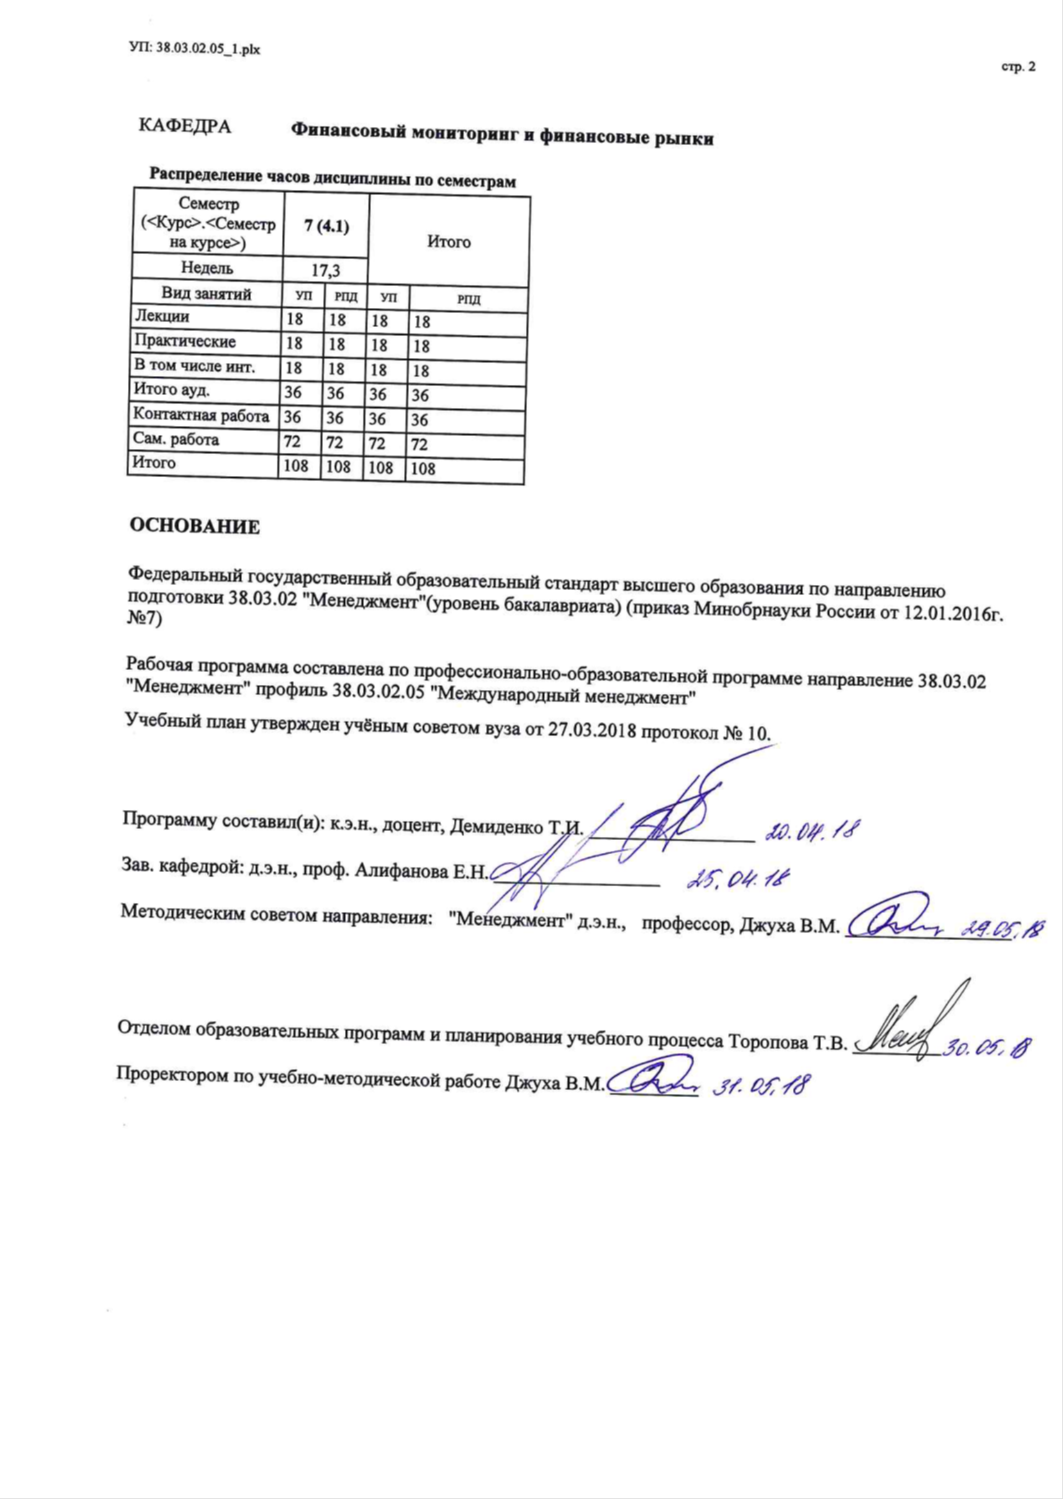 УП: 38.03.02.05_1.plx
стр. 2
КАФЕДРА Финансовый мониторинг и финансовые рынки
Распределение часов дисциплины по семестрам
Семестр
(<Курс>.<Семестр
на курсе>)
7 (4.1)
Итого
Недель 17,3
Вид занятий УП РПД УП РПД
Лекции 18 18 18 18
Практические 18 18 18 18
В том числе инт. 18 18 18 18
Итого ауд. 36 36 36 36
Контактная работа 36 36 36 36
Сам. работа 72 72 72 72
Итого 108 108 108 108
ОСНОВАНИЕ
Федеральный государственный образовательный стандарт высшего образования по направлению
подготовки 38.03.02 "Менеджмент"(уровень бакалавриата) (приказ Минобрнауки России от 12.01.2016г.
№7)
Рабочая программа составлена по профессионально-образовательной программе направление 38.03.02
"Менеджмент" профиль 38.03.02.05 "Международный менеджмент"
Учебный план утвержден учёным советом вуза от 27.03.2018 протокол № 10.
Программу составил(и): к.э.н., доцент, Демиденко Т.И. 20.04.18
Зав. кафедрой: д.э.н., проф. Алифанова Е.Н. 25.04.18
Методическим советом направления: "Менеджмент" д.э.н., профессор, Джуха В.М. 29.05.18
Отделом образовательных программ и планирования учебного процесса Торопова Т.В. 30.05.18
Проректором по учебно-методической работе Джуха В.М. 31.05.18